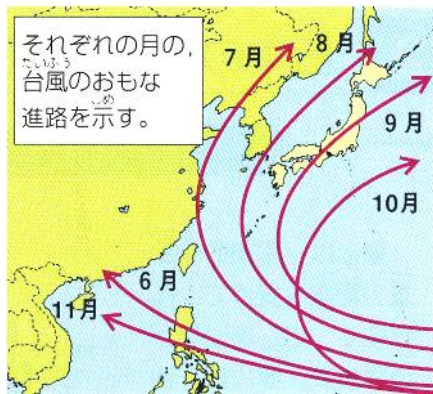 それぞれの月の,
たいふう
台風のおもな
しめ
進路を示す。
7月
8月
9月
10月
6月
11月